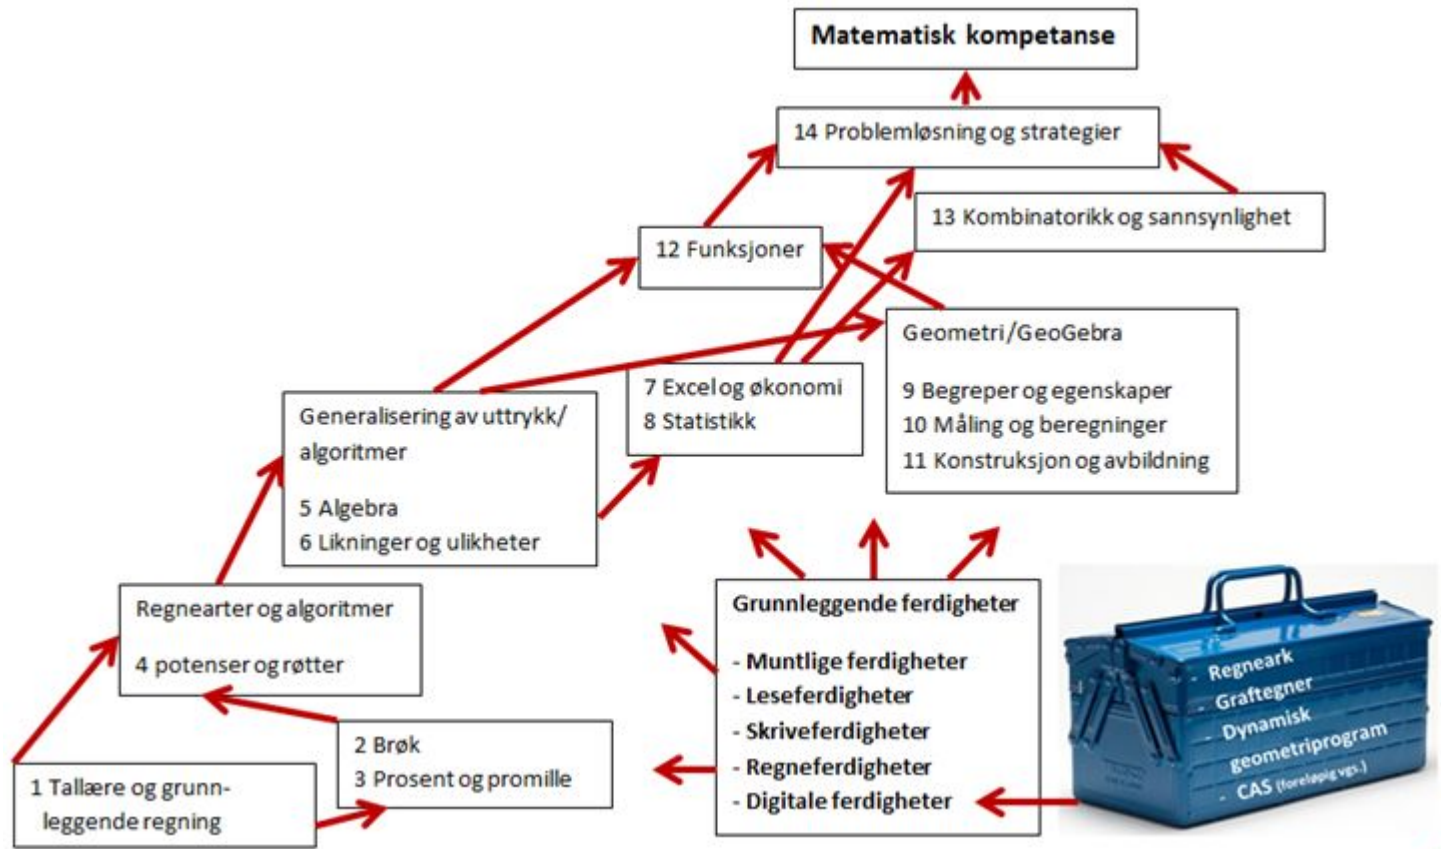 Matematisk kompetanse
14 Problemløsning og strategier
13 Kombinatorikk og sannsynlighet
12 Funksjoner
Geometri/GeoGebra
9 Begreper og egenskaper
10 Måling og beregninger
11 Konstruksjon og avbildning
7 Excel og økonomi
8 Statistikk
Generalisering av uttrykk/
algoritmer
5 Algebra
6 Likninger og ulikheter
Regnearter og algoritmer
4 potenser og røtter
2 Brøk
3 Prosent og promille
1 Tallære og grunn-
leggende regning
Grunnleggende ferdigheter
- Muntlige ferdigheter
- Leseferdigheter
- Skriveferdigheter
- Regneferdigheter
- Digitale ferdigheter
- Regneark
- Graftegner
- Dynamisk
geometriprogram
- CAS (foreløpig vgs.)